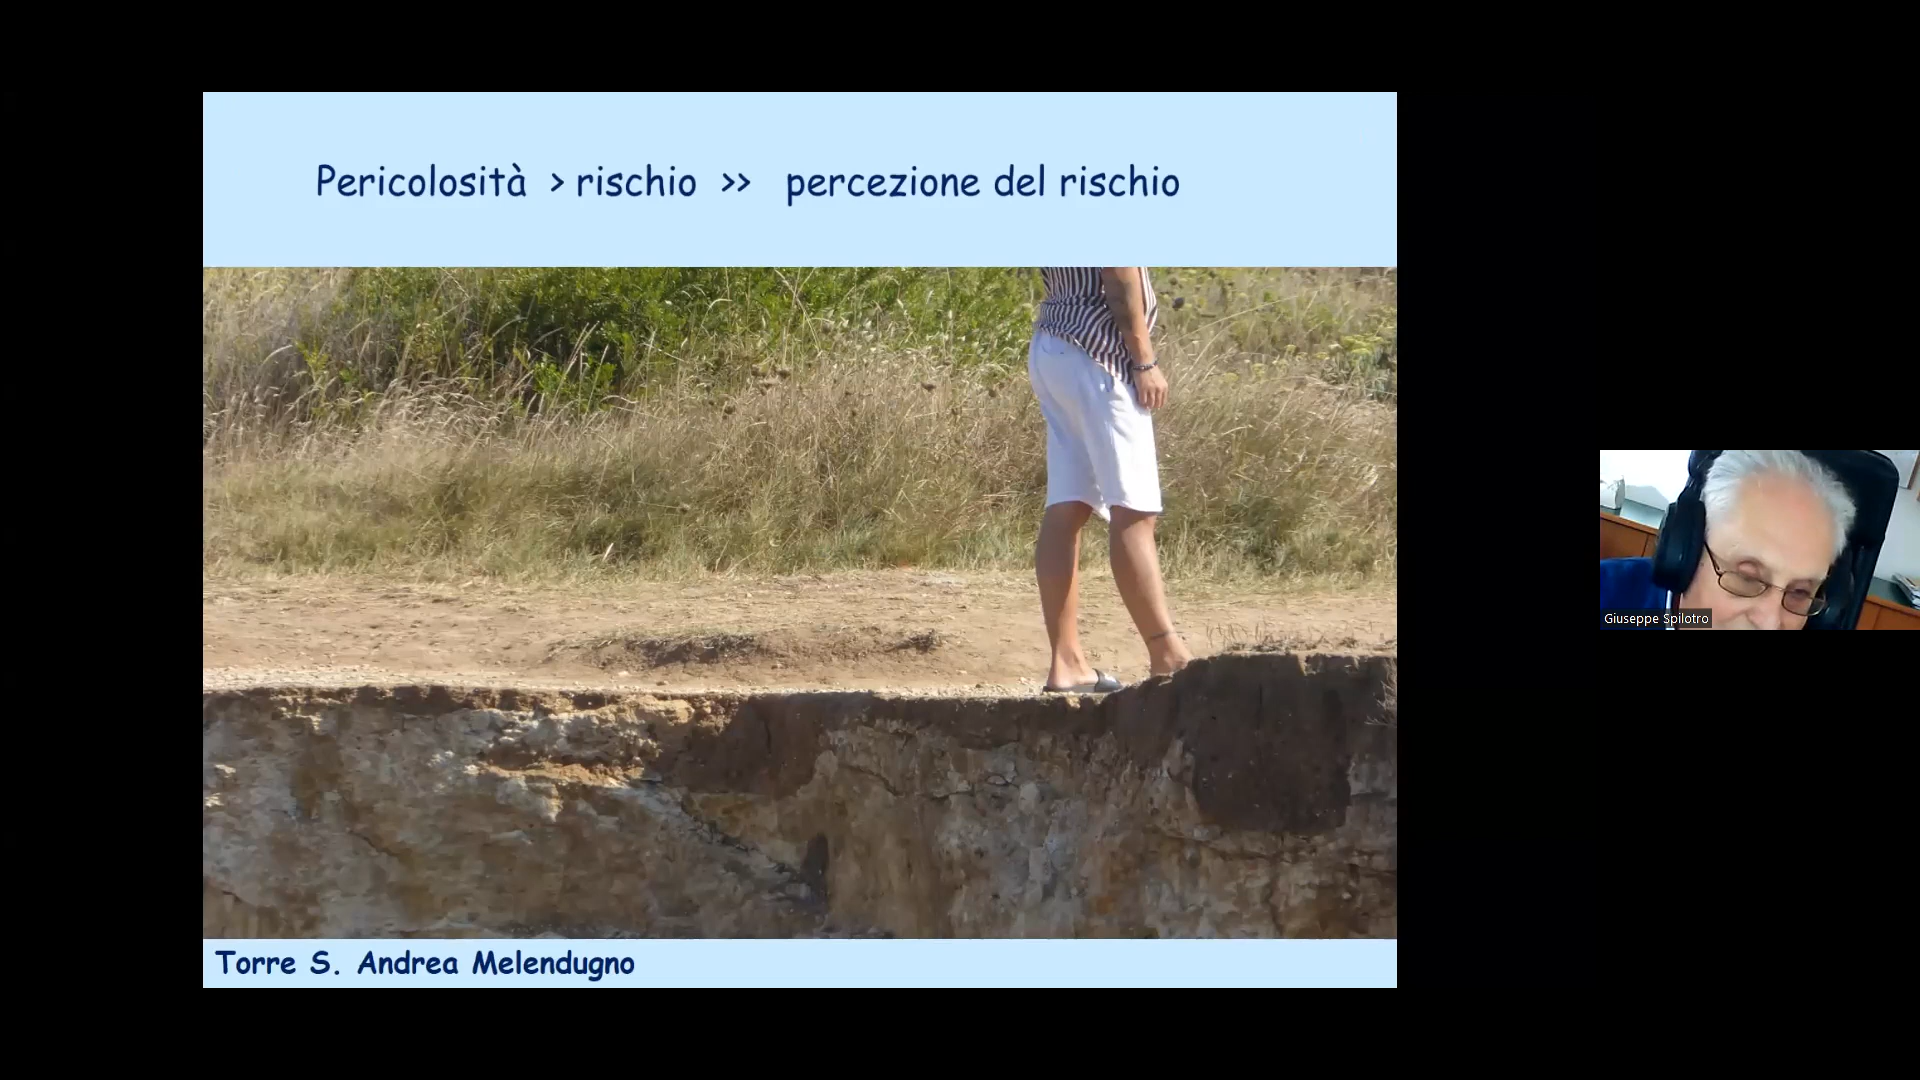 Pericolosità > rischio >> percezione del rischio
Giuseppe Spilotro
Torre S. Andrea Melendugno